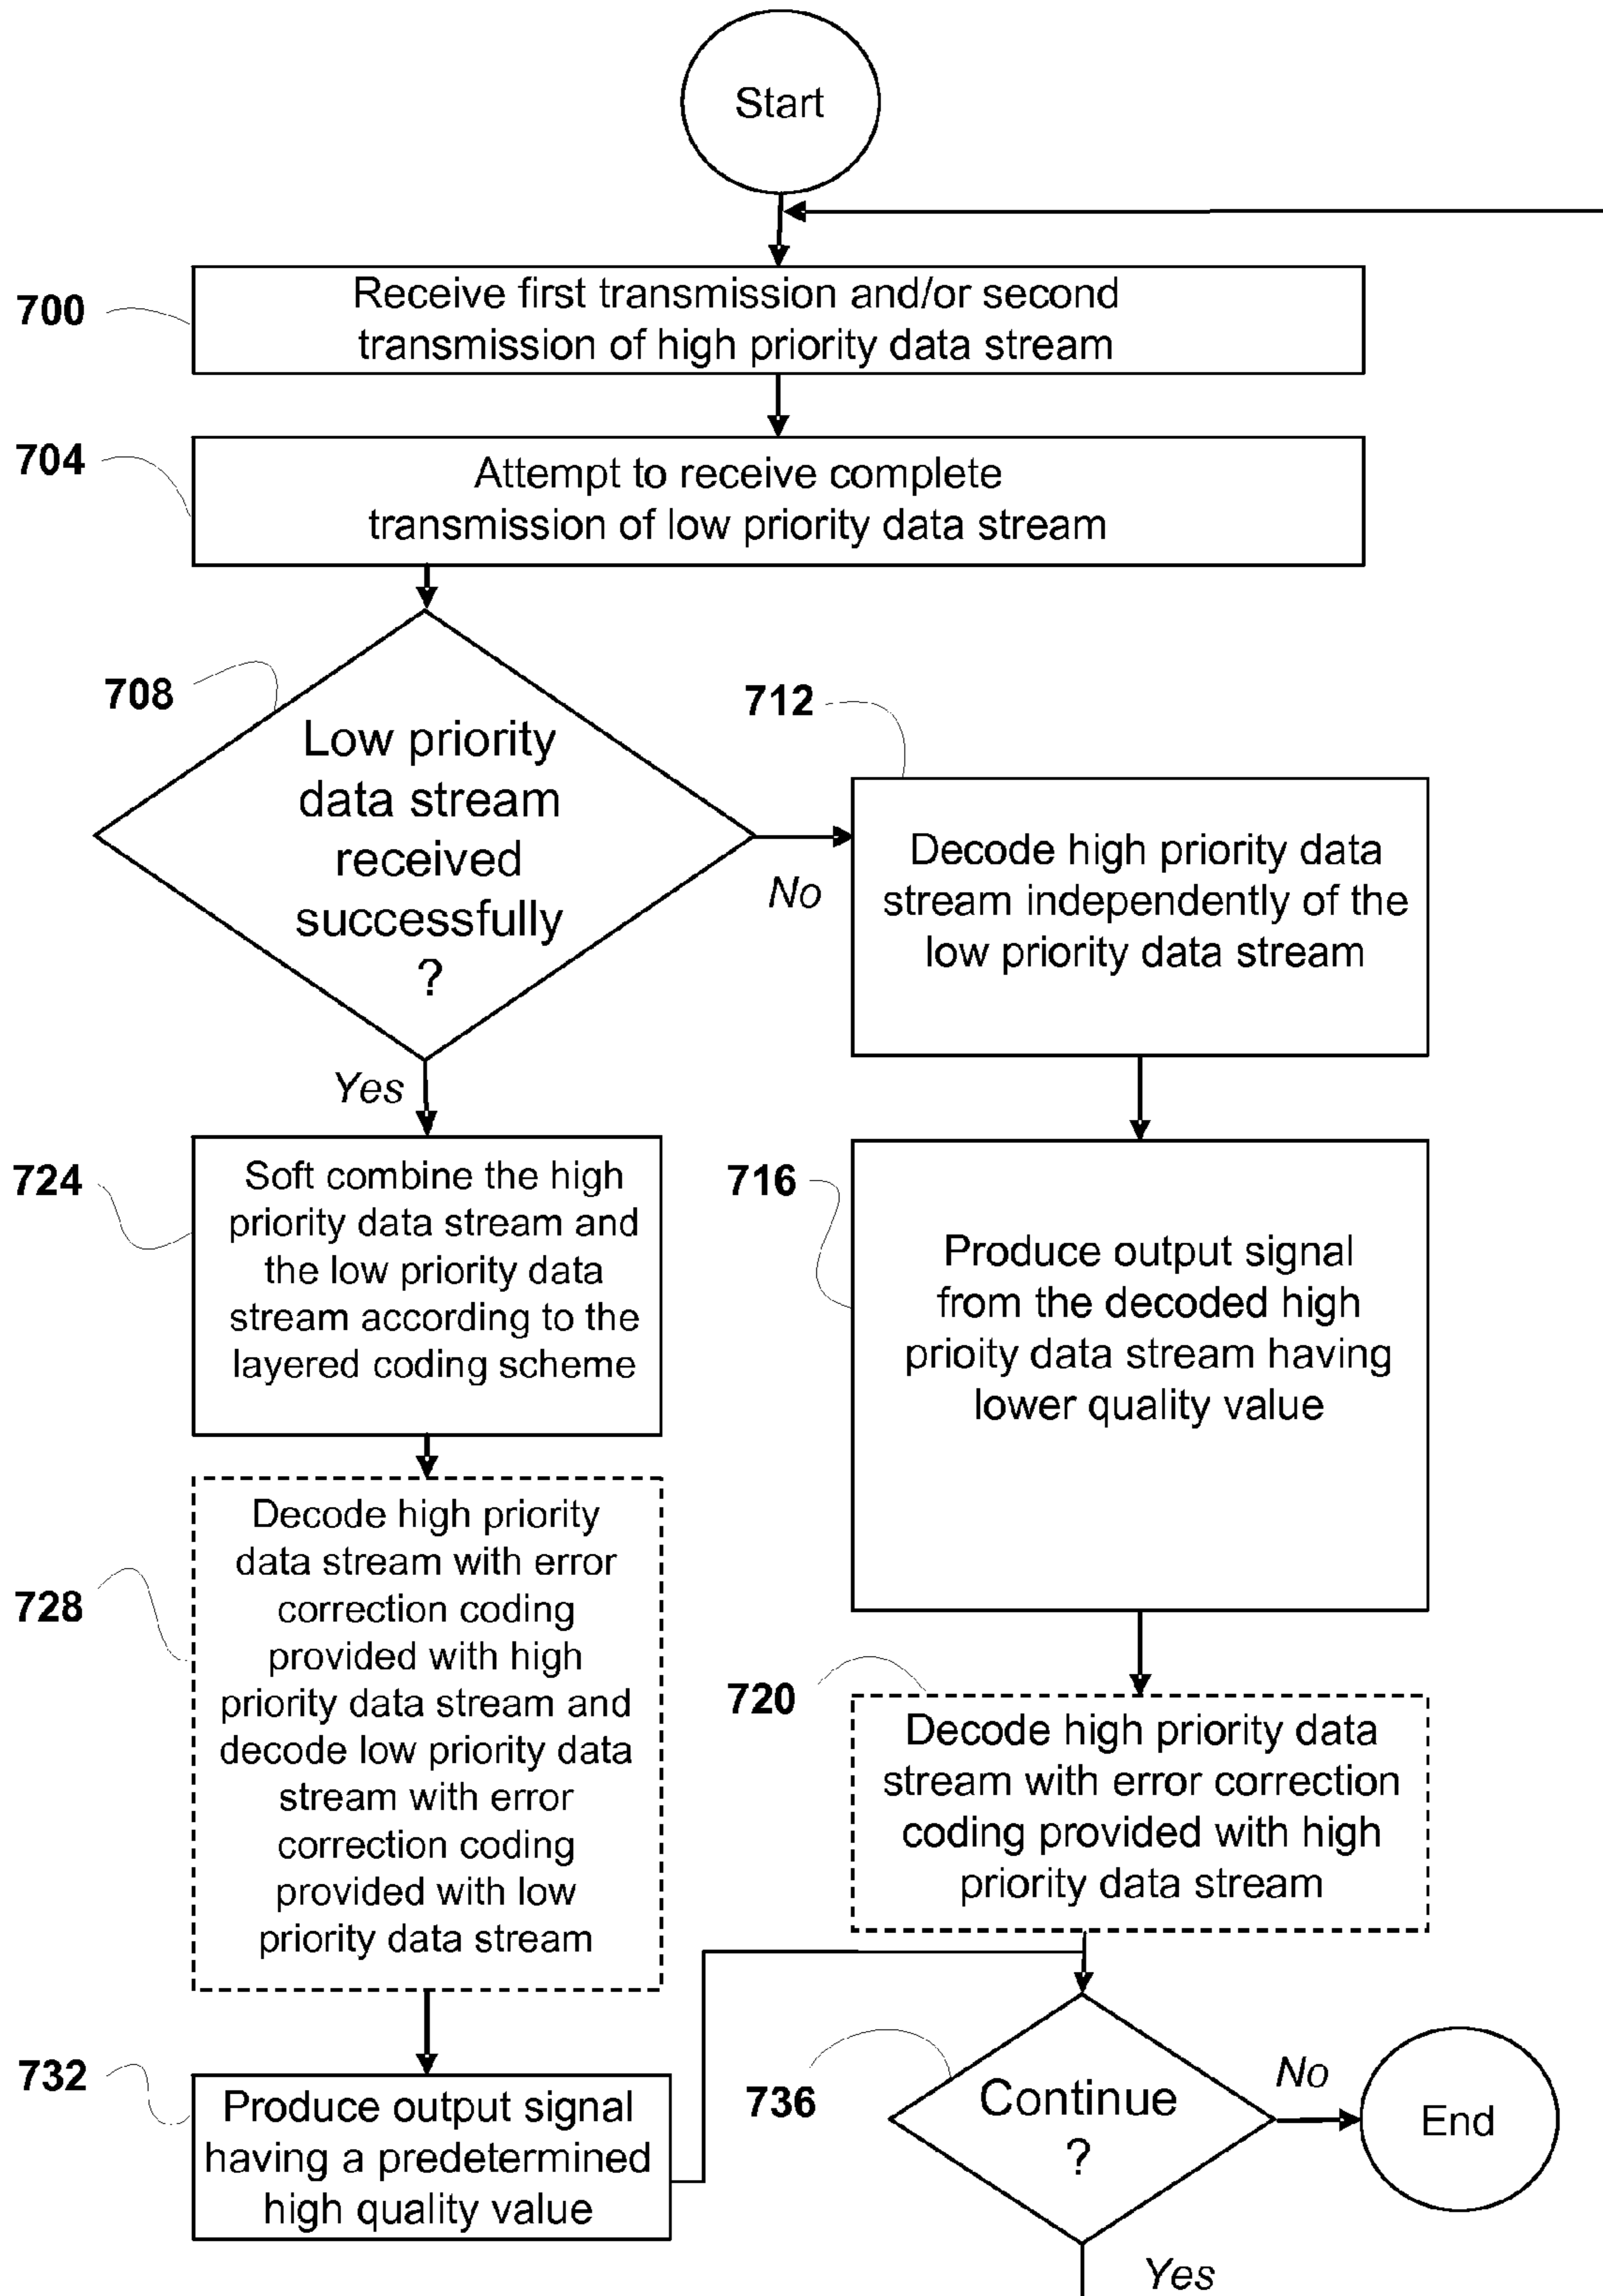 Start
700
Receive first transmission and/or second
transmission of high priority data stream
704
Attempt to receive complete
transmission of low priority data stream
708
Low priority
data stream
received
successfully
?
No
Yes
712
Decode high priority data
stream independently of the
low priority data stream
724
Soft combine the high
priority data stream and
the low priority data
stream according to the
layered coding scheme
716
Produce output signal
from the decoded high
prioity data stream having
lower quality value
728
Decode high priority
data stream with error
correction coding
provided with high
priority data stream and
decode low priority data
stream with error
correction coding
provided with low
priority data stream
720
Decode high priority data
stream with error correction
coding provided with high
priority data stream
732
Produce output signal
having a predetermined
high quality value
736
Continue
?
No
End
Yes